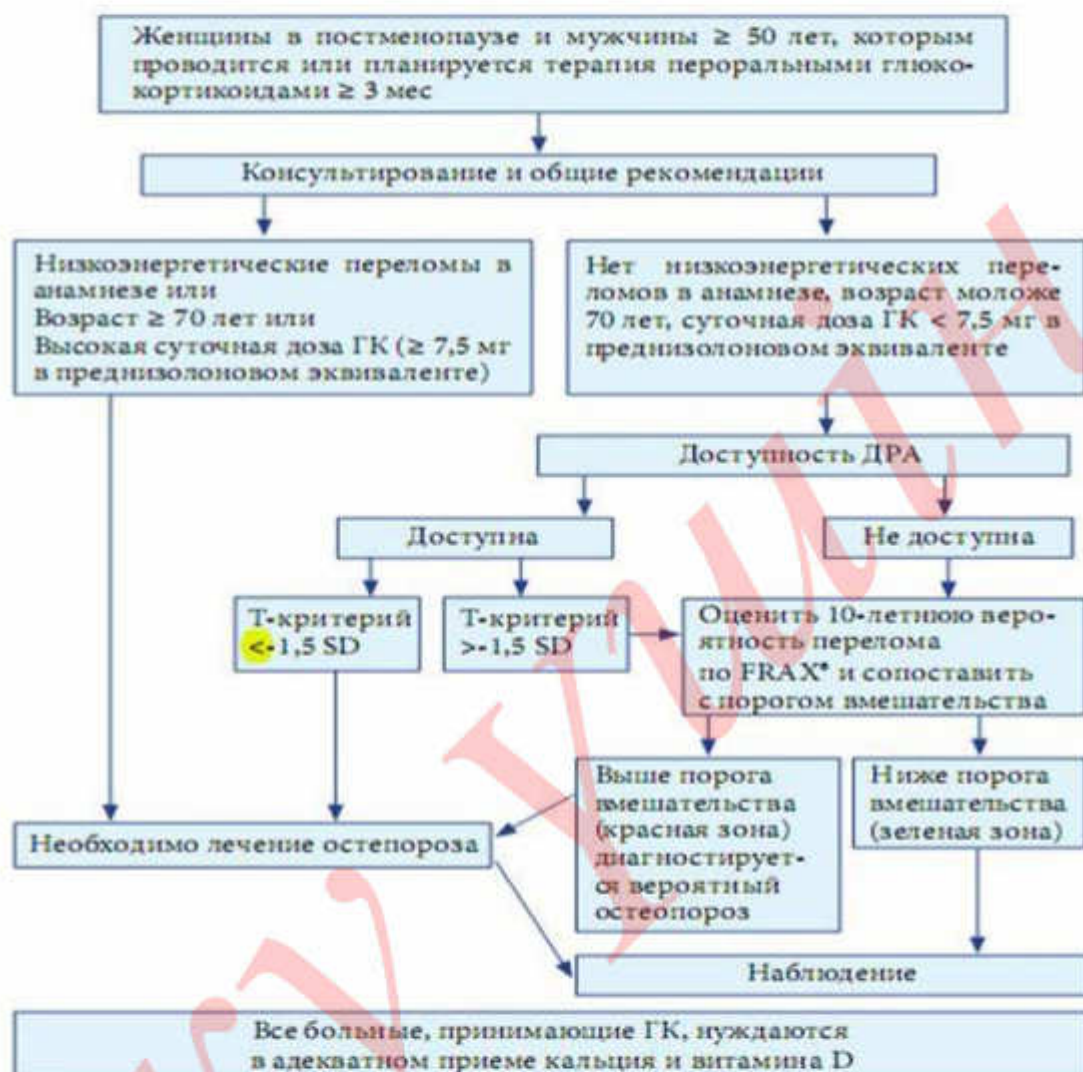 Женщины в постменопаузе и мужчины ≥ 50 лет, которым
проводится или планируется терапия пероральными глюко-
кортикоидами ≥ 3 мес
Консультирование и общие рекомендации
Низкоэнергетические переломы в
анамнезе или
Возраст ≥ 70 лет или
Высокая суточная доза ГК (≥ 7,5 мг
в преднизолоновом эквиваленте)
Нет низкоэнергетических пере-
ломов в анамнезе, возраст моложе
70 лет, суточная доза ГК < 7,5 мг в
преднизолоновом эквиваленте
Доступность ДРА
Доступна
Не доступна
Т-критерий
<-1,5 SD
Т-критерий
>-1,5 SD
Оценить 10-летнюю веро-
ятность перелома
по FRAX* и сопоставить
с порогом вмешательства
Выше порога
вмешательства
(красная зона)
диагностирует-
ся вероятный
остеопороз
Ниже порога
вмешательства
(зеленая зона)
Необходимо лечение остепороза
Наблюдение
Все больные, принимающие ГК, нуждаются
в адекватном приеме кальция и витамина D